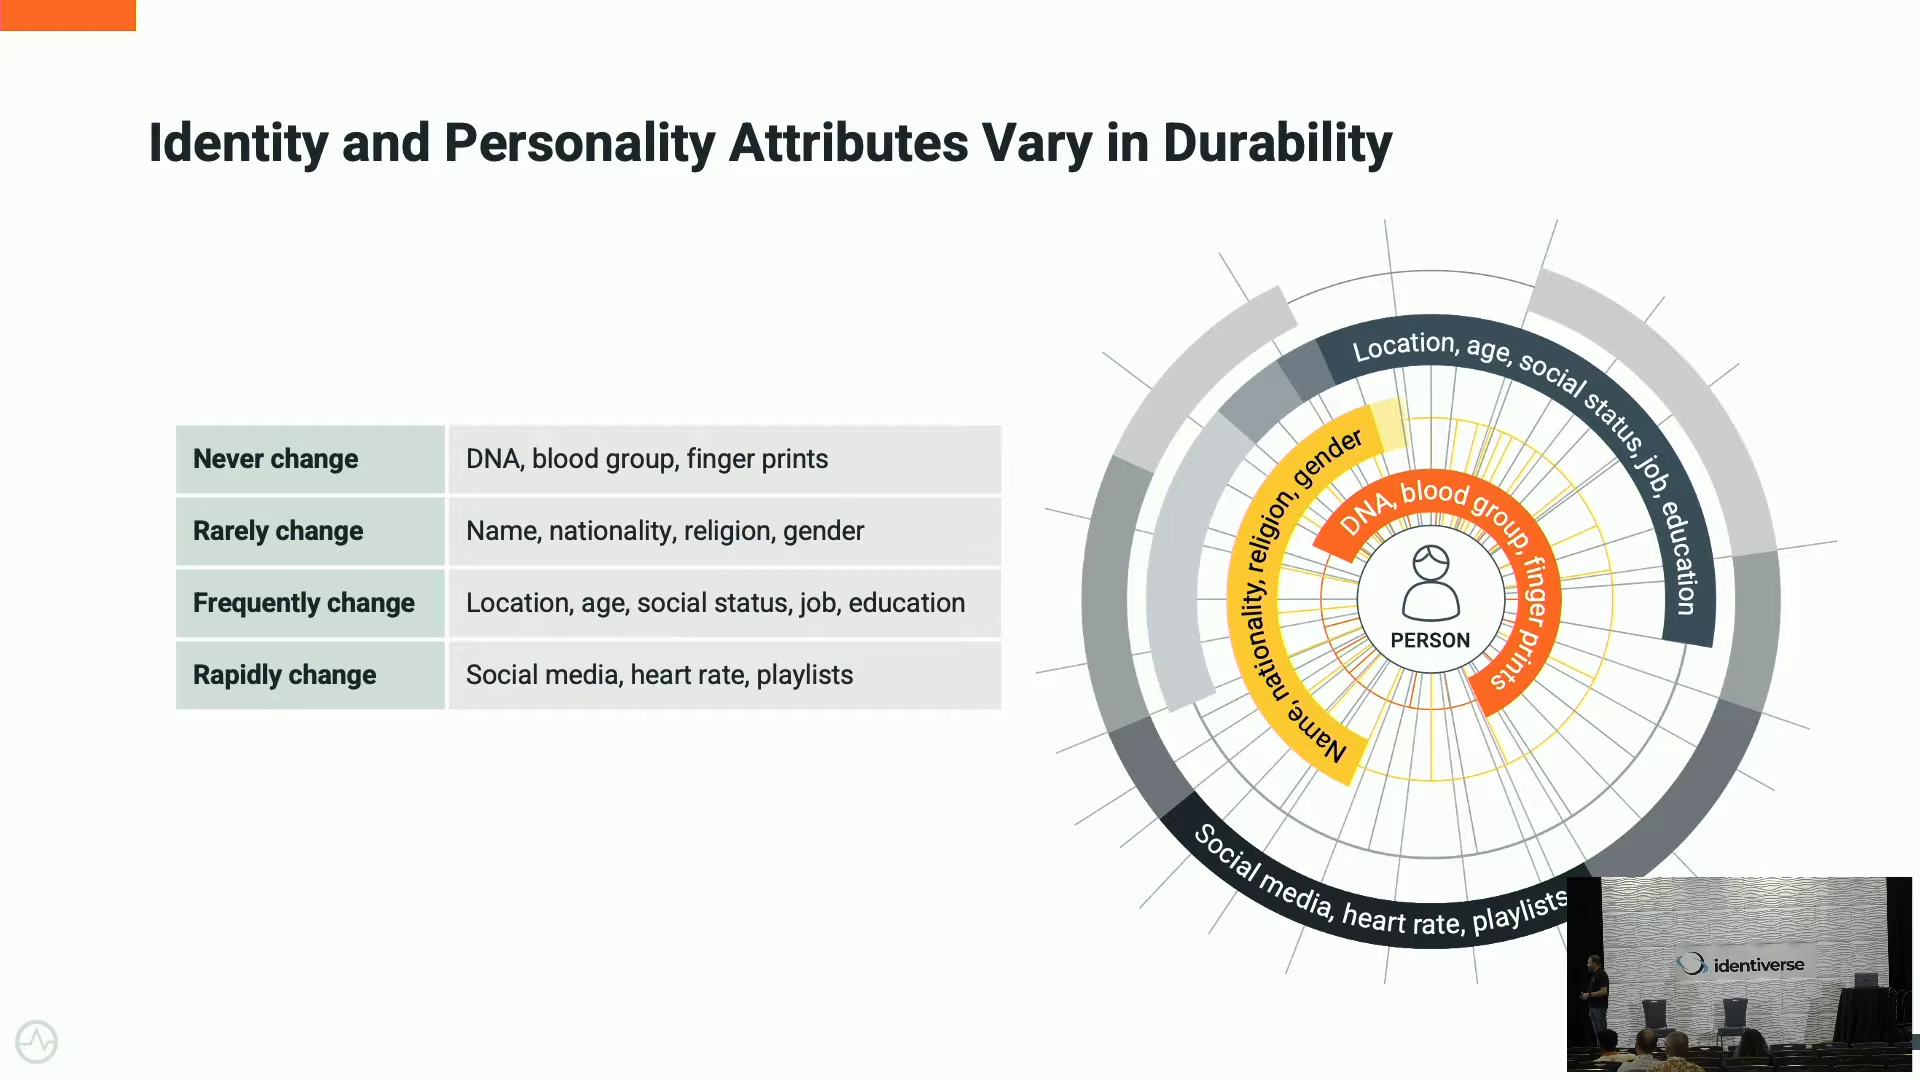 Identity and Personality Attributes Vary in Durability
Never change
DNA, blood group, finger prints
Rarely change
Name, nationality, religion, gender
Frequently change
Location, age, social status, job, education
Rapidly change
Social media, heart rate, playlists
Location, age, social status, job, education
Name, nationality, religion, gender
DNA, blood group, finger prints
PERSON
Social media, heart rate, playlists
identiverse